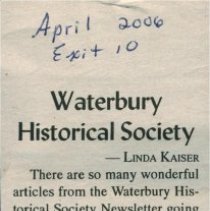 April 2006
Exit 10
Waterbury
Historical Society
— LINDA KAISER
There are so many wonderful
articles from the Waterbury His-
torical Society Newsletter going